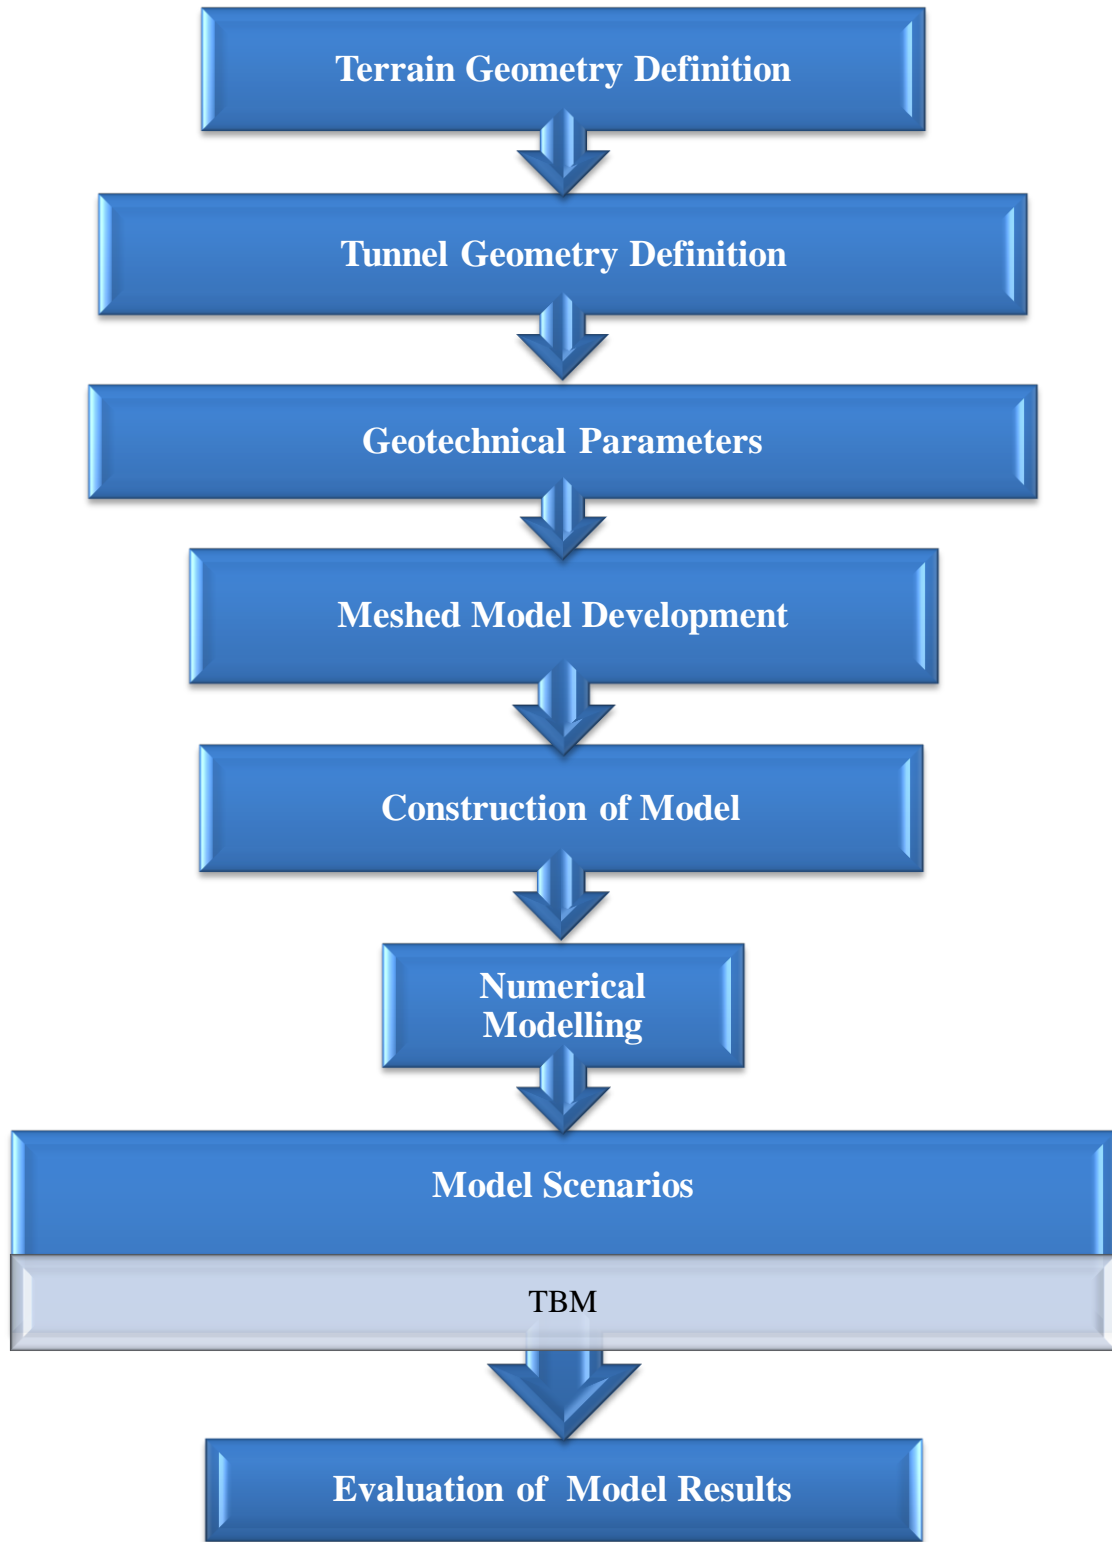 Terrain Geometry Definition
Tunnel Geometry Definition
Geotechnical Parameters
Meshed Model Development
Construction of Model
Numerical
Modelling
Model Scenarios
TBM
Evaluation of  Model Results